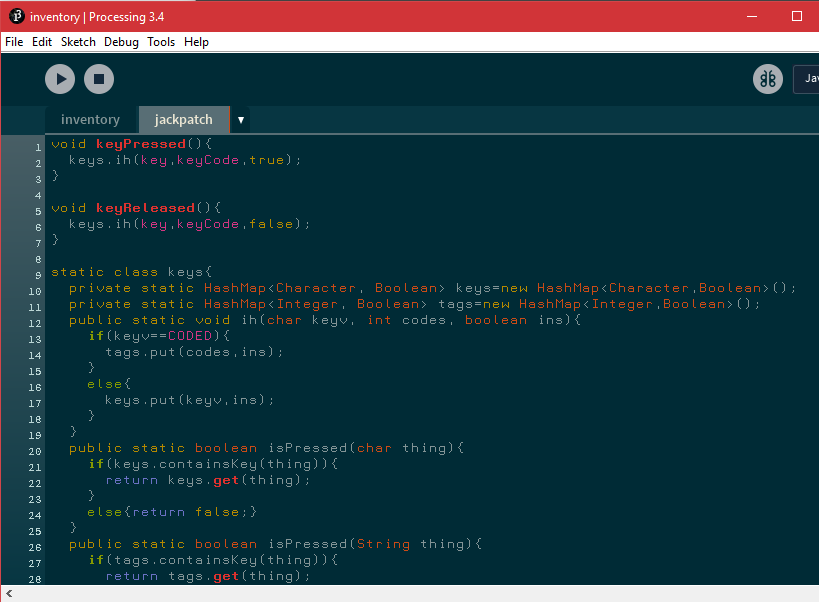 inventory | Processing 3.4
File Edit Sketch Debug Tools Help
Jav
inventory jackpatch ▼
1 void keyPressed(){
2 keys.ih(key,keyCode,true);
3 }
4
5 void keyReleased(){
6 keys.ih(key,keyCode,false);
7 }
8
9 static class keys{
10 private static HashMap<Character, Boolean> keys=new HashMap<Character,Boolean>();
11 private static HashMap<Integer, Boolean> tags=new HashMap<Integer,Boolean>();
12 public static void ih(char keyv, int codes, boolean ins){
13 if(keyv==CODED){
14 tags.put(codes,ins);
15 }
16 else{
17 keys.put(keyv,ins);
18 }
19 }
20 public static boolean isPressed(char thing){
21 if(keys.containsKey(thing)){
22 return keys.get(thing);
23 }
24 else{return false;}
25 }
26 public static boolean isPressed(String thing){
27 if(tags.containsKey(thing)){
28 return tags.get(thing);